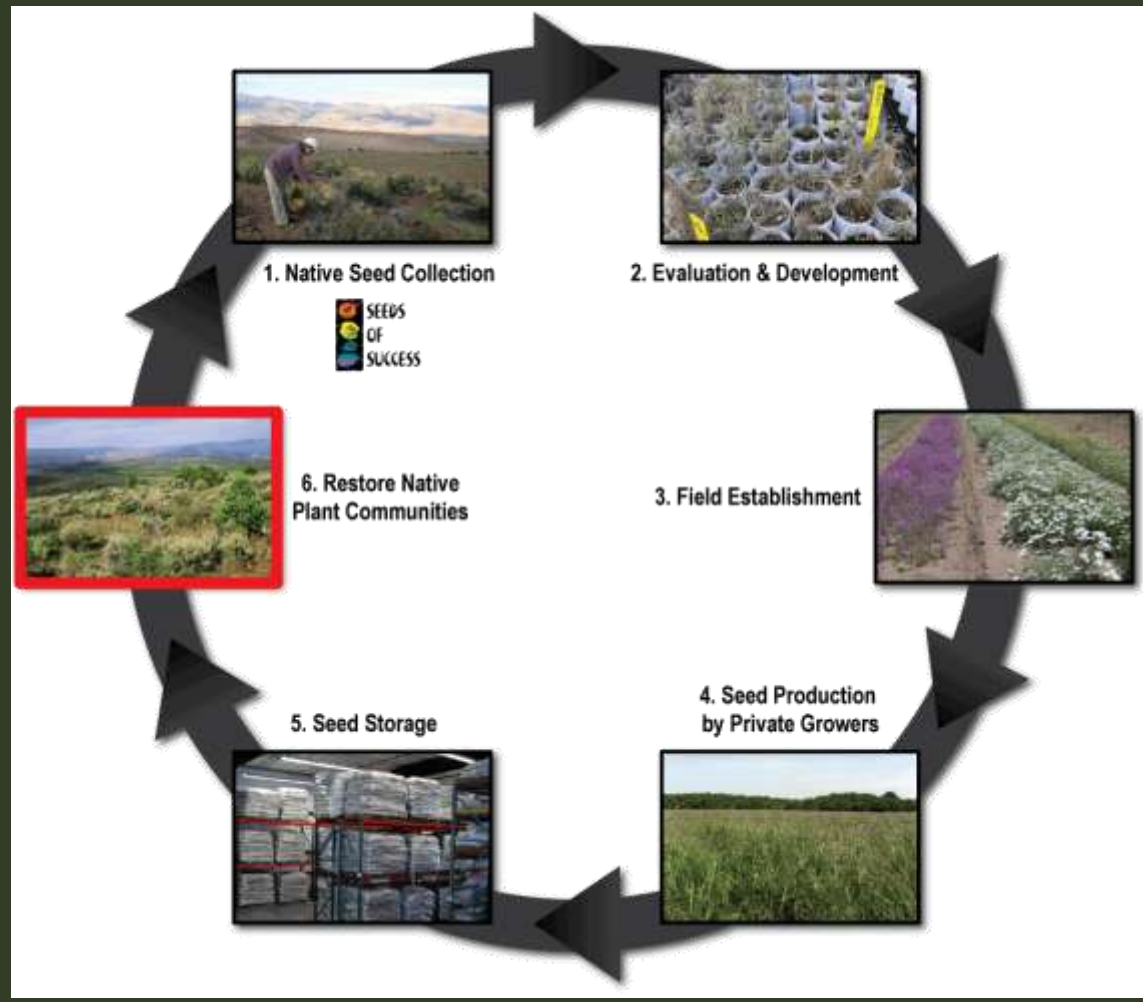 1. Native Seed Collection
SEEDS
OF
SUCCESS
2. Evaluation & Development
3. Field Establishment
4. Seed Production
by Private Growers
5. Seed Storage
6. Restore Native
Plant Communities